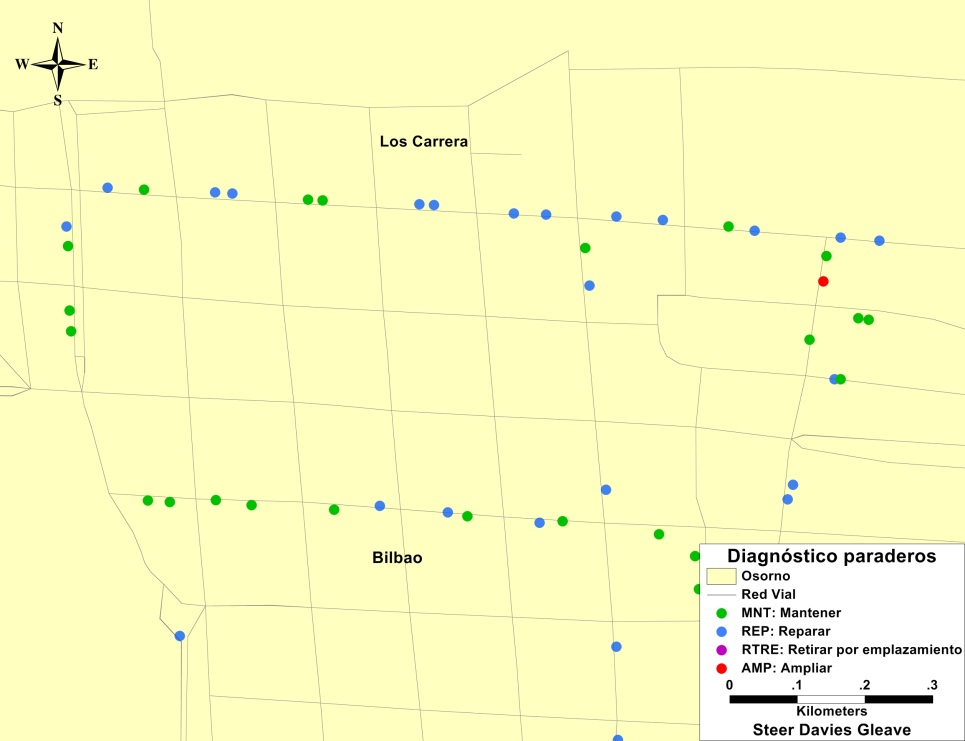 N
W E
S
Los Carrera
Bilbao
Diagnóstico paraderos
Osorno
Red Vial
MNT: Mantener
REP: Reparar
RTRE: Retirar por emplazamiento
AMP: Ampliar
0 .1 .2 .3
Kilometers
Steer Davies Gleave